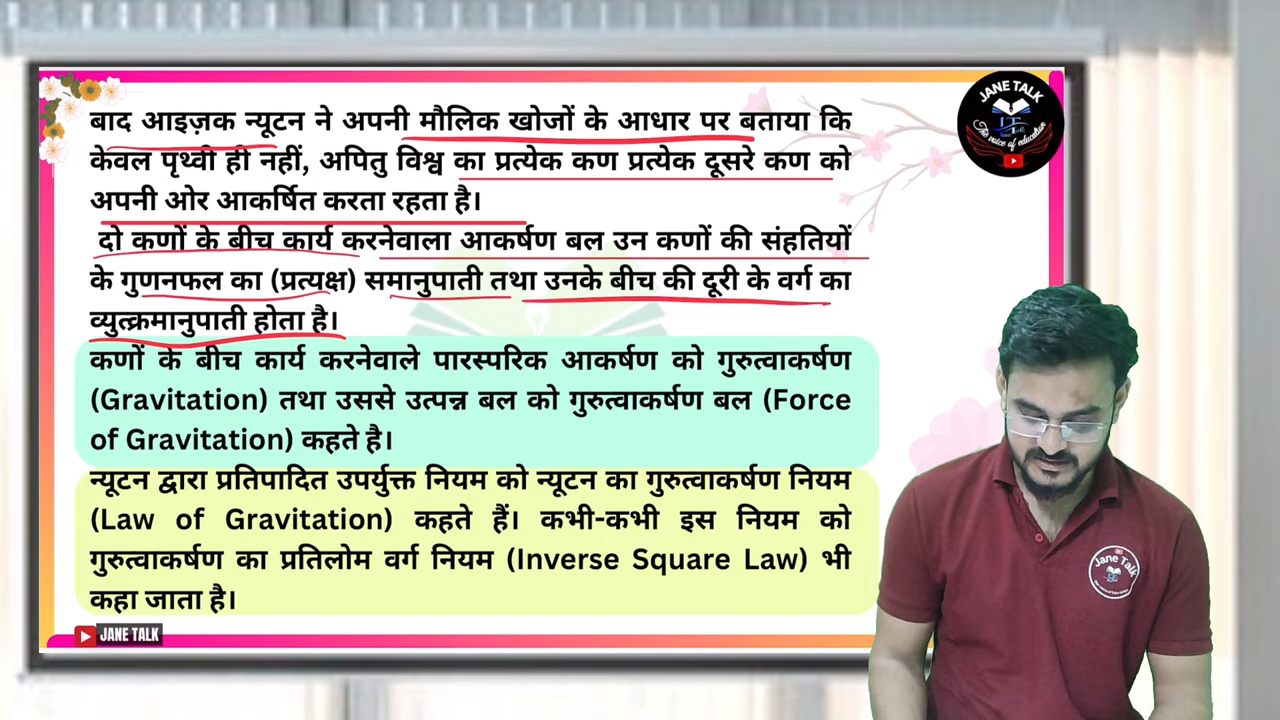 बाद आइज़क न्यूटन ने अपनी मौलिक खोजों के आधार पर बताया कि
केवल पृथ्वी ही नहीं, अपितु विश्व का प्रत्येक कण प्रत्येक दूसरे कण को
अपनी ओर आकर्षित करता रहता है।
दो कणों के बीच कार्य करनेवाला आकर्षण बल उन कणों की संहतियों
के गुणनफल का (प्रत्यक्ष) समानुपाती तथा उनके बीच की दूरी के वर्ग का
व्युत्क्रमानुपाती होता है।
कणों के बीच कार्य करनेवाले पारस्परिक आकर्षण को गुरुत्वाकर्षण
(Gravitation) तथा उससे उत्पन्न बल को गुरुत्वाकर्षण बल (Force
of Gravitation) कहते है।
न्यूटन द्वारा प्रतिपादित उपर्युक्त नियम को न्यूटन का गुरुत्वाकर्षण नियम
(Law of Gravitation) कहते हैं। कभी-कभी इस नियम को
गुरुत्वाकर्षण का प्रतिलोम वर्ग नियम (Inverse Square Law) भी
कहा जाता है।
JANE TALK
JANE TALK
The voice of education
Jane Talk